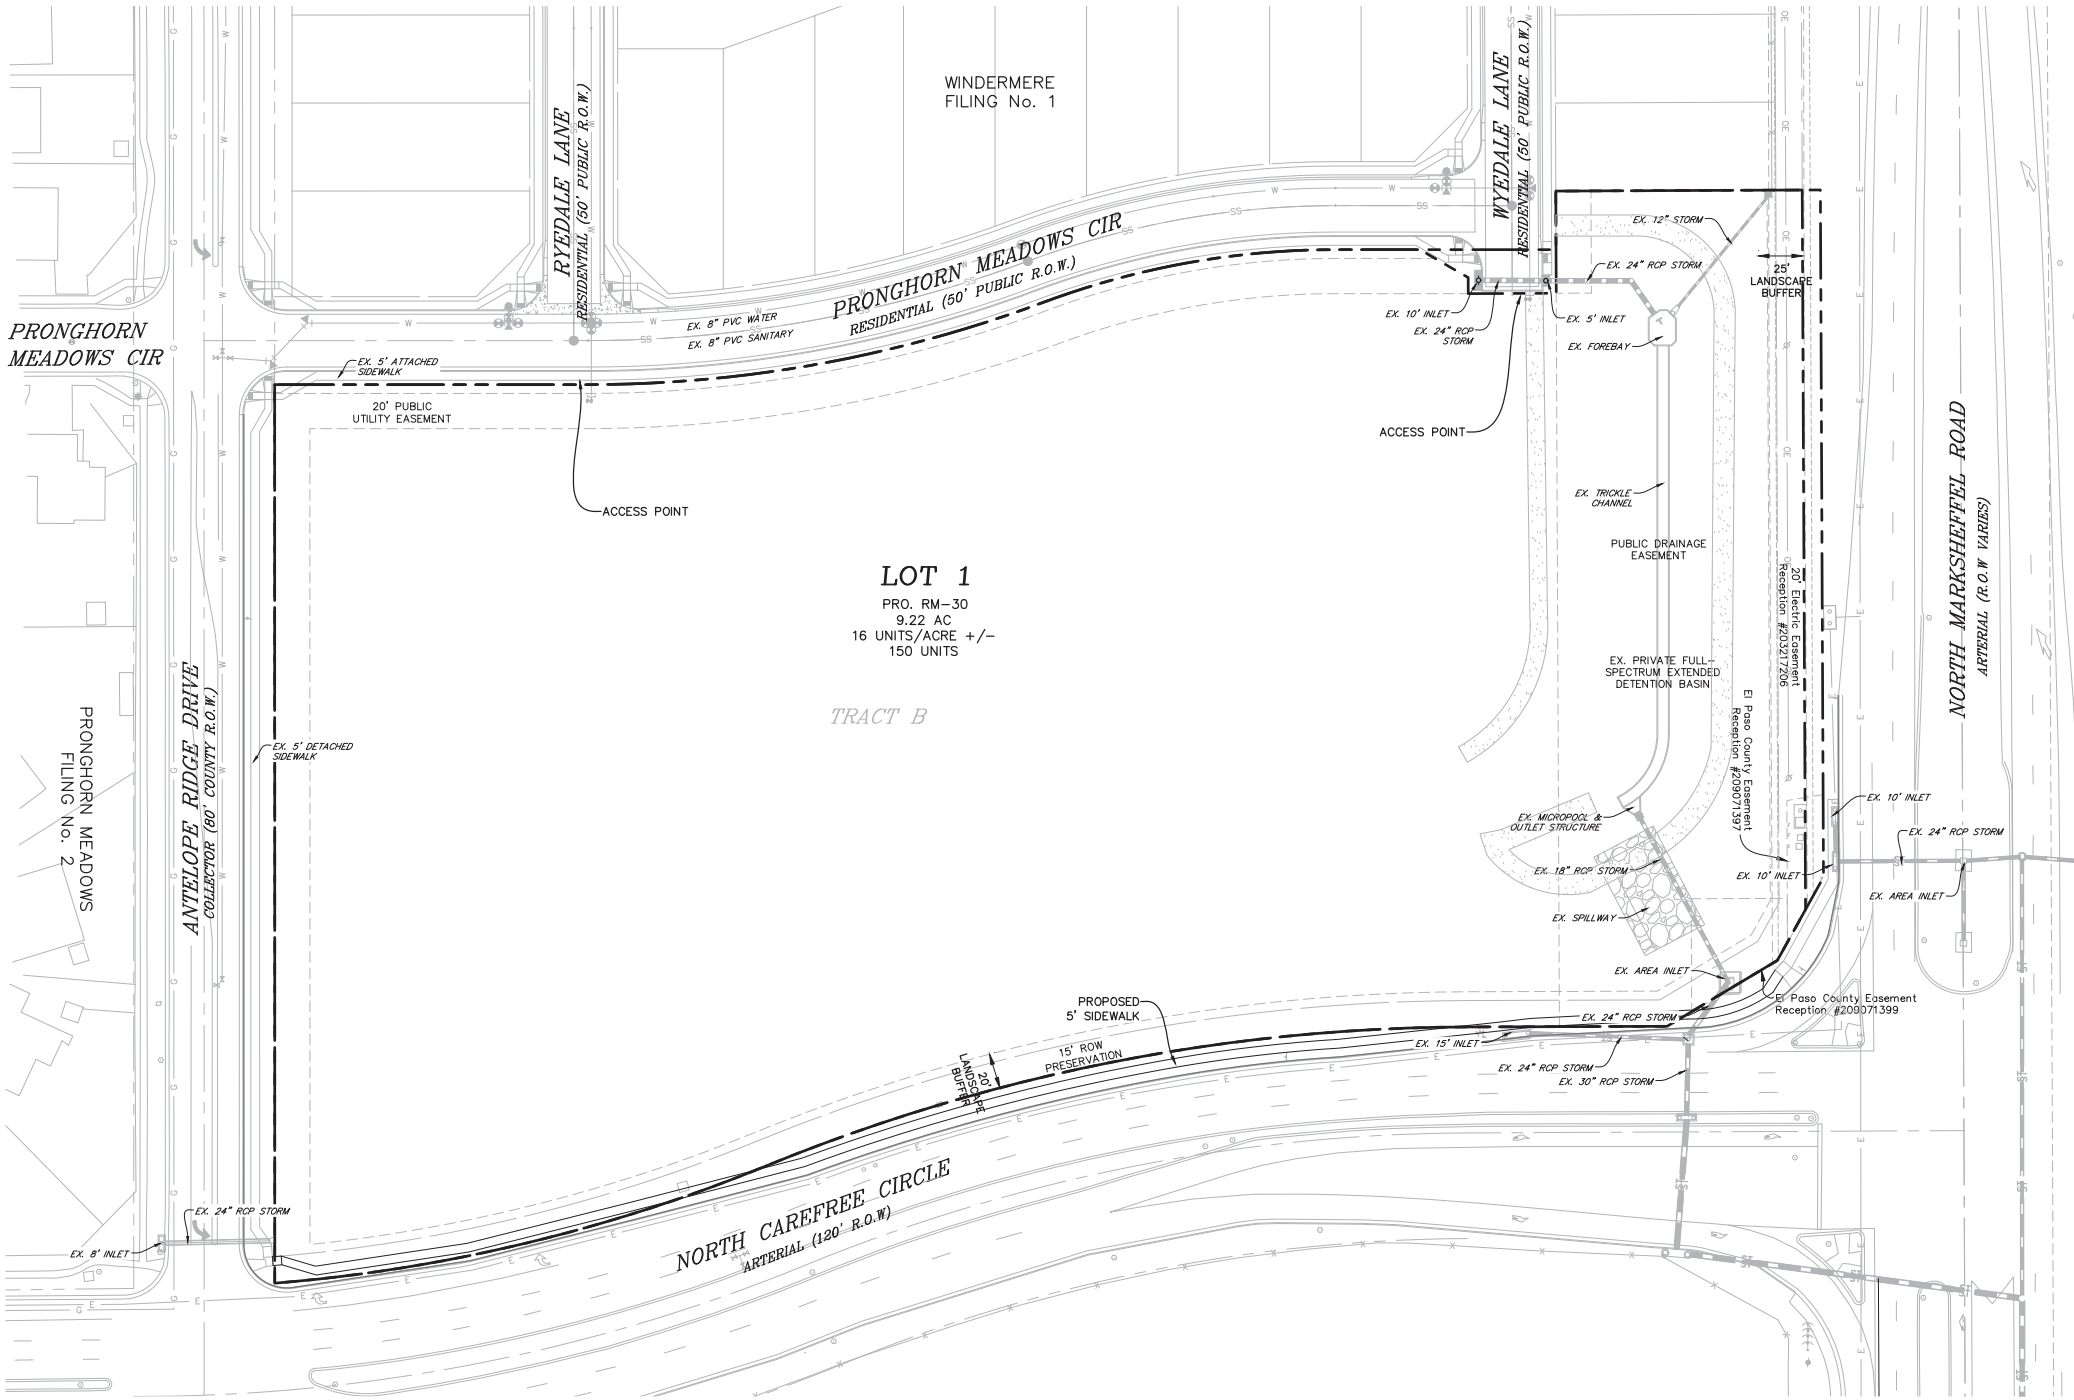 WINDERMERE
FILING No. 1
RYEDALE LANE
RESIDENTIAL (50' PUBLIC R.O.W.)
WYEDALE LANE
RESIDENTIAL (50' PUBLIC R.O.W.)
PRONGHORN MEADOWS CIR
RESIDENTIAL (50' PUBLIC R.O.W.)
EX. 8" PVC WATER
EX. 8" PVC SANITARY
PRONGHORN
MEADOWS CIR
EX. 5' ATTACHED
SIDEWALK
20' PUBLIC
UTILITY EASEMENT
ACCESS POINT
EX. 12" STORM
EX. 24" RCP STORM
25'
LANDSCAPE
BUFFER
EX. 10' INLET
EX. 24" RCP
STORM
EX. 5' INLET
EX. FOREBAY
ACCESS POINT
EX. TRICKLE
CHANNEL
PUBLIC DRAINAGE
EASEMENT
LOT 1
PRO. RM-30
9.22 AC
16 UNITS/ACRE +/-
150 UNITS
TRACT B
EX. PRIVATE FULL-
SPECTRUM EXTENDED
DETENTION BASIN
20' Electric Easement
Reception #203217206
El Paso County Easement
Reception #209071397
NORTH MARKSHEFFEL ROAD
ARTERIAL (R.O.W VARIES)
PRONGHORN MEADOWS
FILING No. 2
ANTELOPE RIDGE DRIVE
COLLECTOR (80' COUNTY R.O.W.)
EX. 5' DETACHED
SIDEWALK
EX. MICROPOOL &
OUTLET STRUCTURE
EX. 10' INLET
EX. 24" RCP STORM
EX. 18" RCP STORM
EX. 10' INLET
EX. AREA INLET
EX. SPILLWAY
EX. AREA INLET
El Paso County Easement
Reception #209071399
PROPOSED
5' SIDEWALK
EX. 24" RCP STORM
EX. 15' INLET
15' ROW
PRESERVATION
20'
LANDSCAPE
BUFFER
EX. 24" RCP STORM
EX. 30" RCP STORM
NORTH CAREFREE CIRCLE
ARTERIAL (120' R.O.W)
EX. 24" RCP STORM
EX. 8' INLET